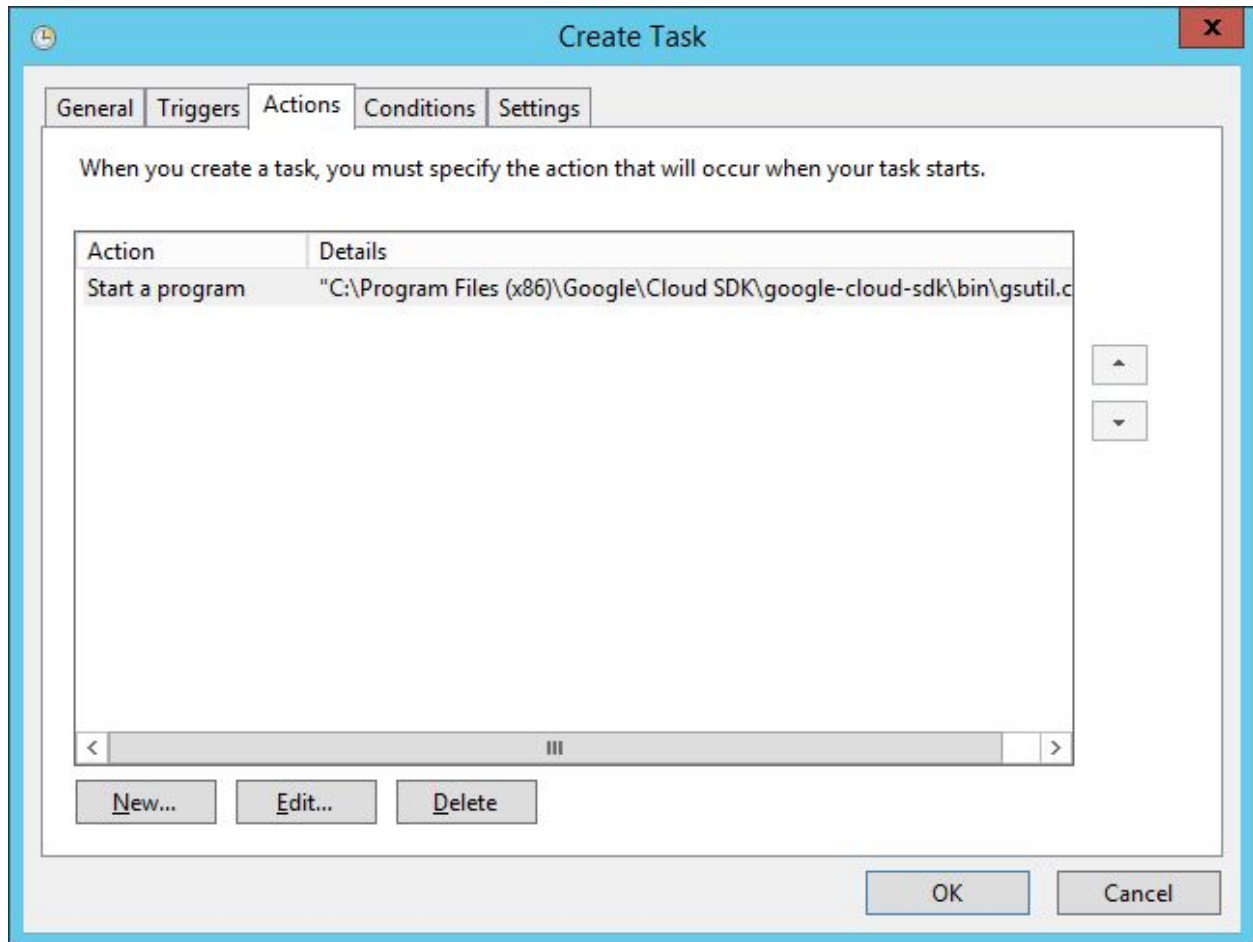 Create Task
x
General Triggers Actions Conditions Settings
When you create a task, you must specify the action that will occur when your task starts.
Action Details
Start a program "C:\Program Files (x86)\Google\Cloud SDK\google-cloud-sdk\bin\gsutil.c
New... Edit... Delete
OK Cancel